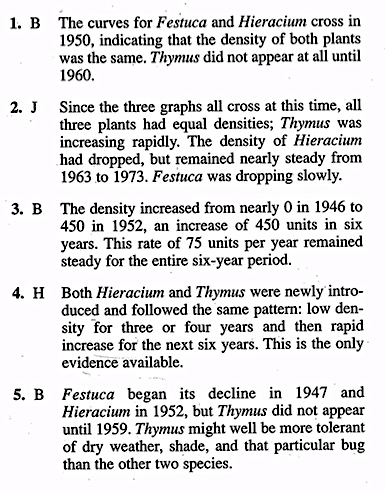 1. B The curves for Festuca and Hieracium cross in
1950, indicating that the density of both plants
was the same. Thymus did not appear at all until
1960.
2. J Since the three graphs all cross at this time, all
three plants had equal densities; Thymus was
increasing rapidly. The density of Hieracium
had dropped, but remained nearly steady from
1963 to 1973. Festuca was dropping slowly.
3. B The density increased from nearly 0 in 1946 to
450 in 1952, an increase of 450 units in six
years. This rate of 75 units per year remained
steady for the entire six-year period.
4. H Both Hieracium and Thymus were newly intro-
duced and followed the same pattern: low den-
sity for three or four years and then rapid
increase for the next six years. This is the only
evidence available.
5. B Festuca began its decline in 1947 and
Hieracium in 1952, but Thymus did not appear
until 1959. Thymus might well be more tolerant
of dry weather, shade, and that particular bug
than the other two species.